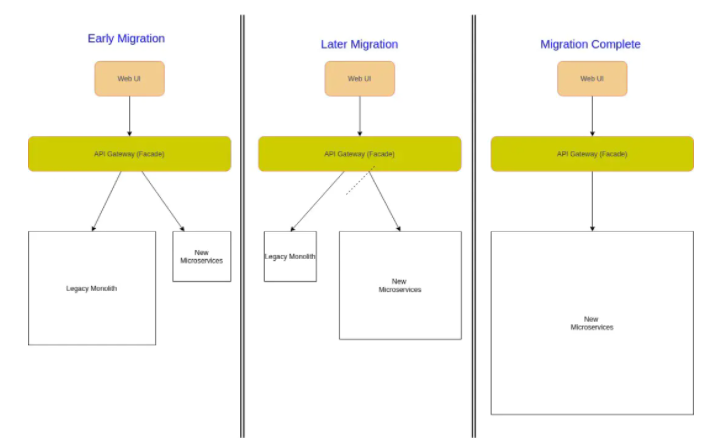 Early Migration
Web UI
API Gateway (Facade)
Legacy Monolith
New
Microservices
Later Migration
Web UI
API Gateway (Facade)
Legacy Monolith
New
Microservices
Migration Complete
Web UI
API Gateway (Facade)
New
Microservices